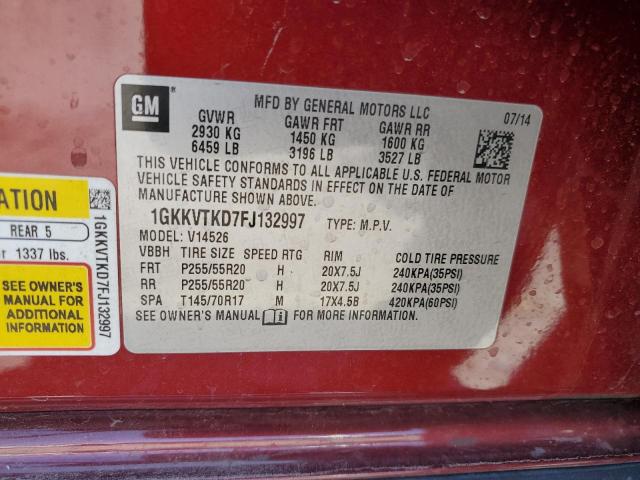 GM
MFD BY GENERAL MOTORS LLC
07/14
GVWR GAWR FRT GAWR RR
2930 KG 1450 KG 1600 KG
6459 LB 3196 LB 3527 LB
THIS VEHICLE CONFORMS TO ALL APPLICABLE U.S. FEDERAL MOTOR
VEHICLE SAFETY STANDARDS IN EFFECT ON THE DATE OF
MANUFACTURE SHOWN ABOVE.
1GKKVTKD7FJ132997 TYPE: M.P.V.
MODEL: V14526
VBBH TIRE SIZE SPEED RTG RIM COLD TIRE PRESSURE
FRT P255/55R20 H 20X7.5J 240KPA(35PSI)
RR P255/55R20 H 20X7.5J 240KPA(35PSI)
SPA T145/70R17 M 17X4.5B 420KPA(60PSI)
SEE OWNER'S MANUAL FOR MORE INFORMATION.
ATION
REAR 5
r 1337 lbs.
SEE OWNER'S
MANUAL FOR
ADDITIONAL
INFORMATION
1GKKVTKD7FJ132997